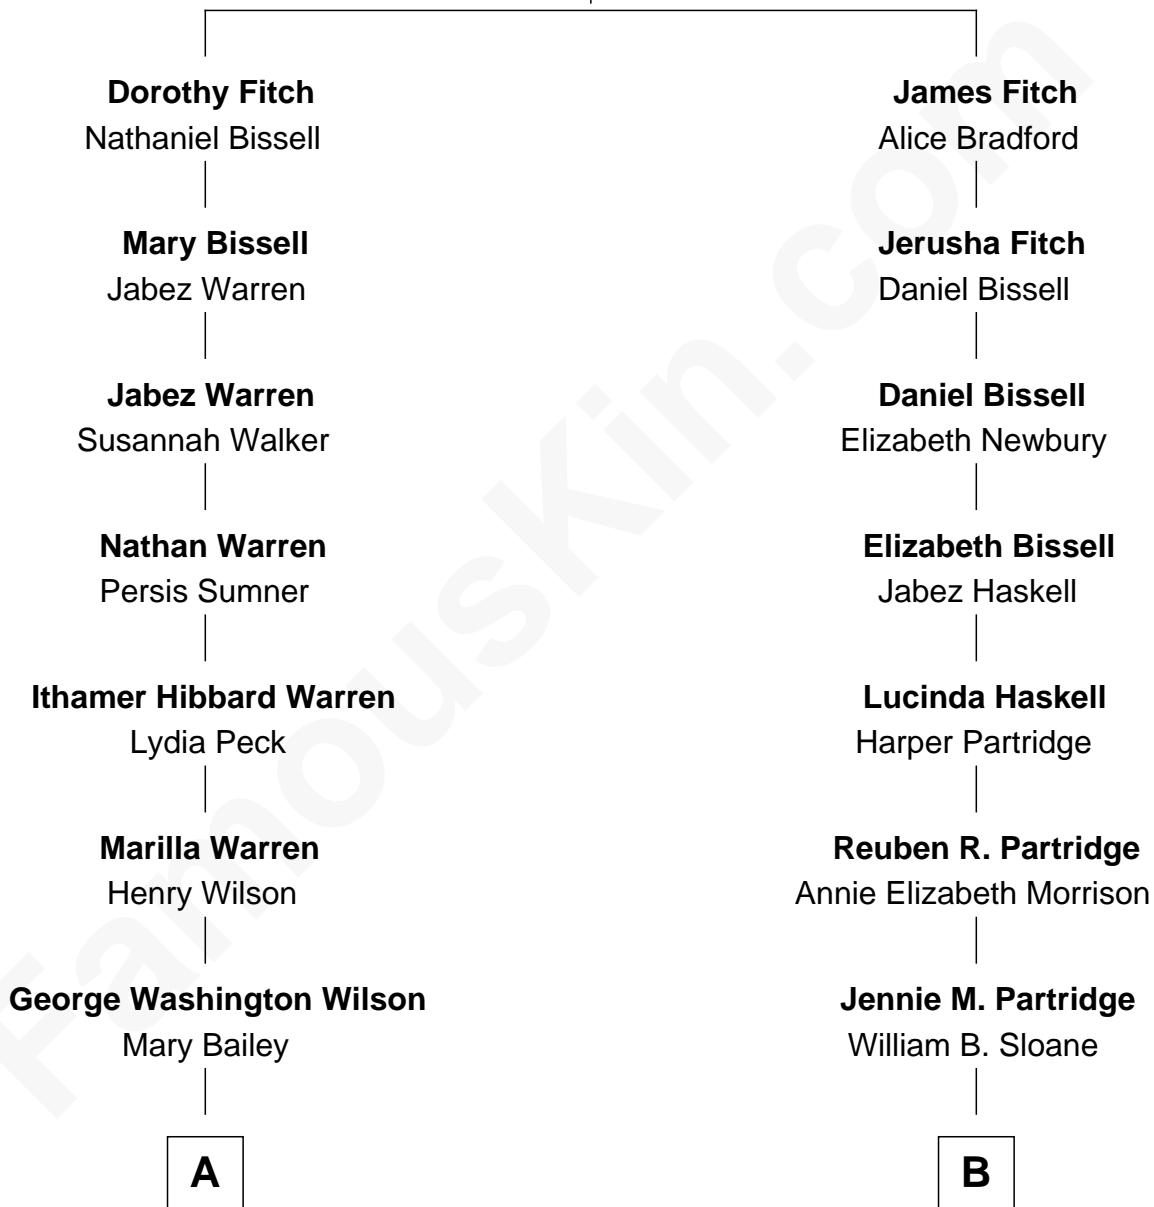 Dorothy Fitch
Nathaniel Bissell
James Fitch
Alice Bradford
Mary Bissell
Jabez Warren
Jerusha Fitch
Daniel Bissell
Jabez Warren
Susannah Walker
Daniel Bissell
Elizabeth Newbury
Nathan Warren
Persis Sumner
Elizabeth Bissell
Jabez Haskell
Ithamer Hibbard Warren
Lydia Peck
Lucinda Haskell
Harper Partridge
Marilla Warren
Henry Wilson
Reuben R. Partridge
Annie Elizabeth Morrison
George Washington Wilson
Mary Bailey
Jennie M. Partridge
William B. Sloane
A
B
FamousKin.com